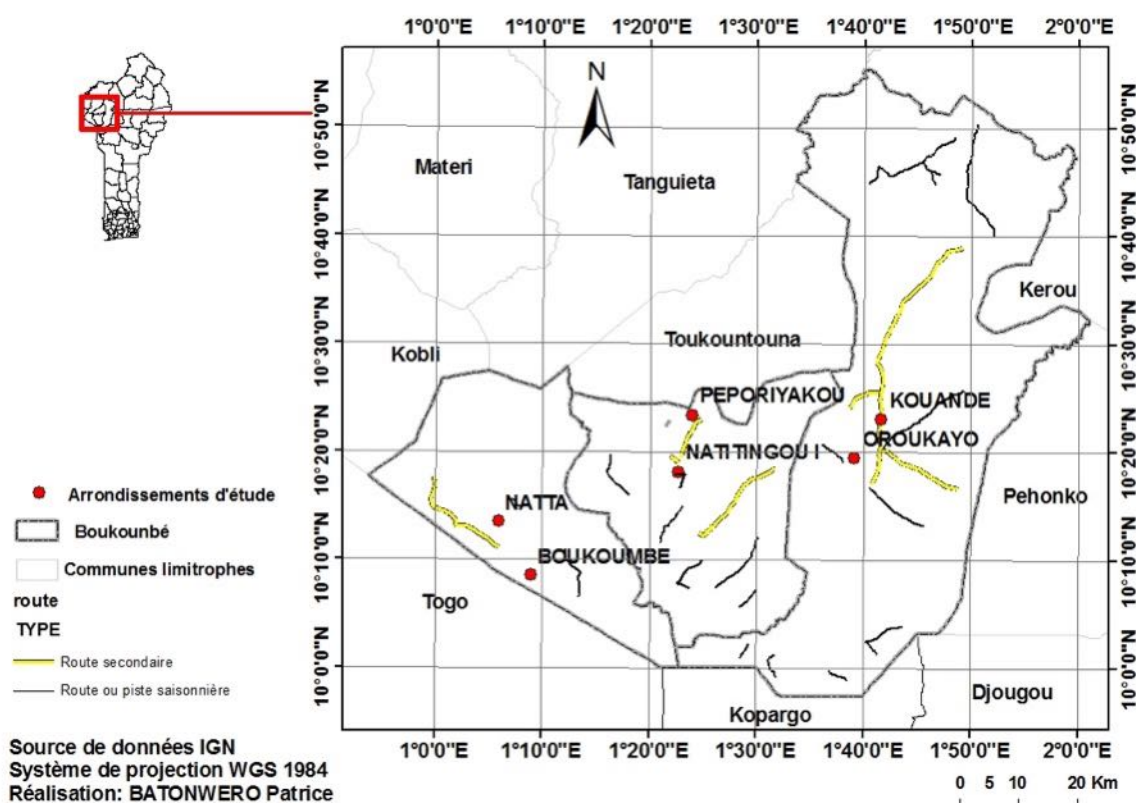 1°0'0"E 1°10'0"E 1°20'0"E 1°30'0"E 1°40'0"E 1°50'0"E 2°0'0"E
N
10°50'0"N 10°50'0"N
Materi
Tanguieta
10°40'0"N 10°40'0"N
Kerou
Toukountouna
Kobli
10°30'0"N 10°30'0"N
PEPORIYAKOU
KOUANDE
OROUKAYO
10°20'0"N 10°20'0"N
NATITINGOU I
Pehonko
NATTA
BOUKOUMBE
10°10'0"N 10°10'0"N
Togo
10°0'0"N 10°0'0"N
Djougou
Kopargo
1°0'0"E 1°10'0"E 1°20'0"E 1°30'0"E 1°40'0"E 1°50'0"E 2°0'0"E
Arrondissements d'étude
Boukounbé
Communes limitrophes
route
TYPE
Route secondaire
Route ou piste saisonnière
Source de données IGN
Système de projection WGS 1984
Réalisation: BATONWERO Patrice
0 5 10 20 Km